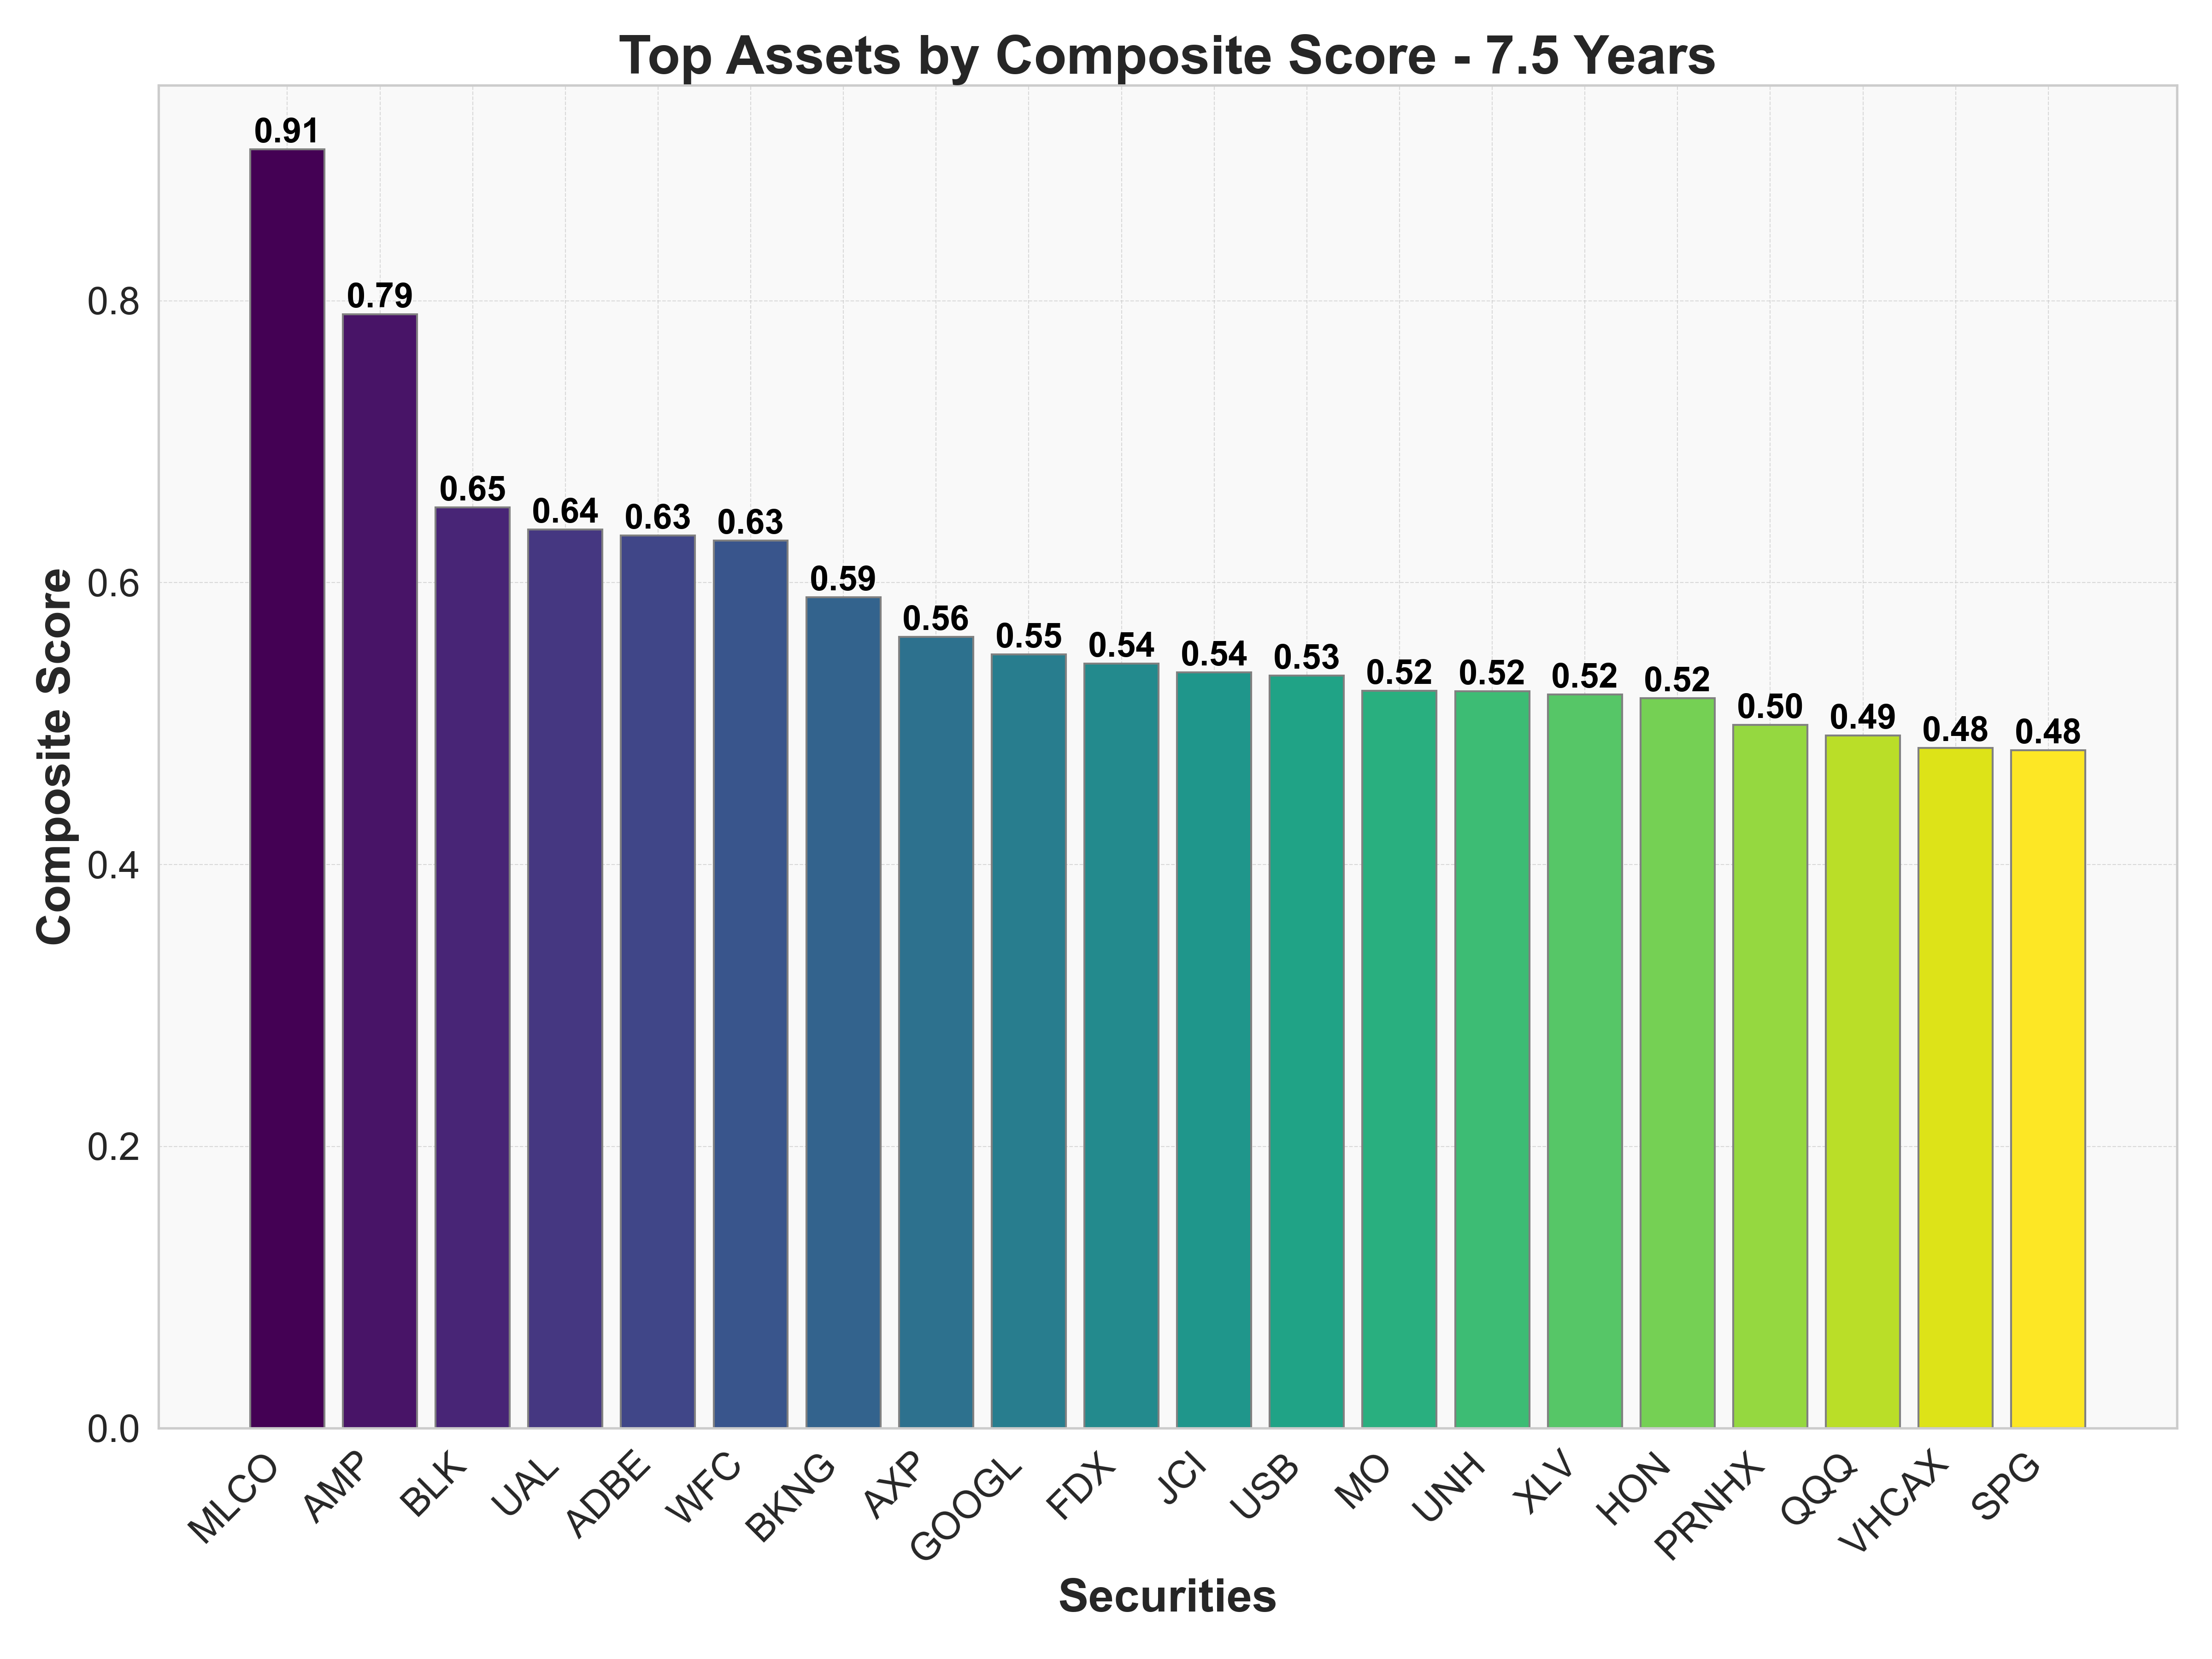 Top Assets by Composite Score - 7.5 Years
Composite Score
0.8
0.6
0.4
0.2
0.0
0.91
0.79
0.65
0.64
0.63
0.63
0.59
0.56
0.55
0.54
0.54
0.53
0.52
0.52
0.52
0.52
0.50
0.49
0.48
0.48
MLCO
AMP
BLK
UAL
ADBE
WFC
BKNG
AXP
GOOGL
FDX
JCI
USB
MO
UNH
XLV
HON
PRNHX
QQQ
VHCAX
SPG
Securities